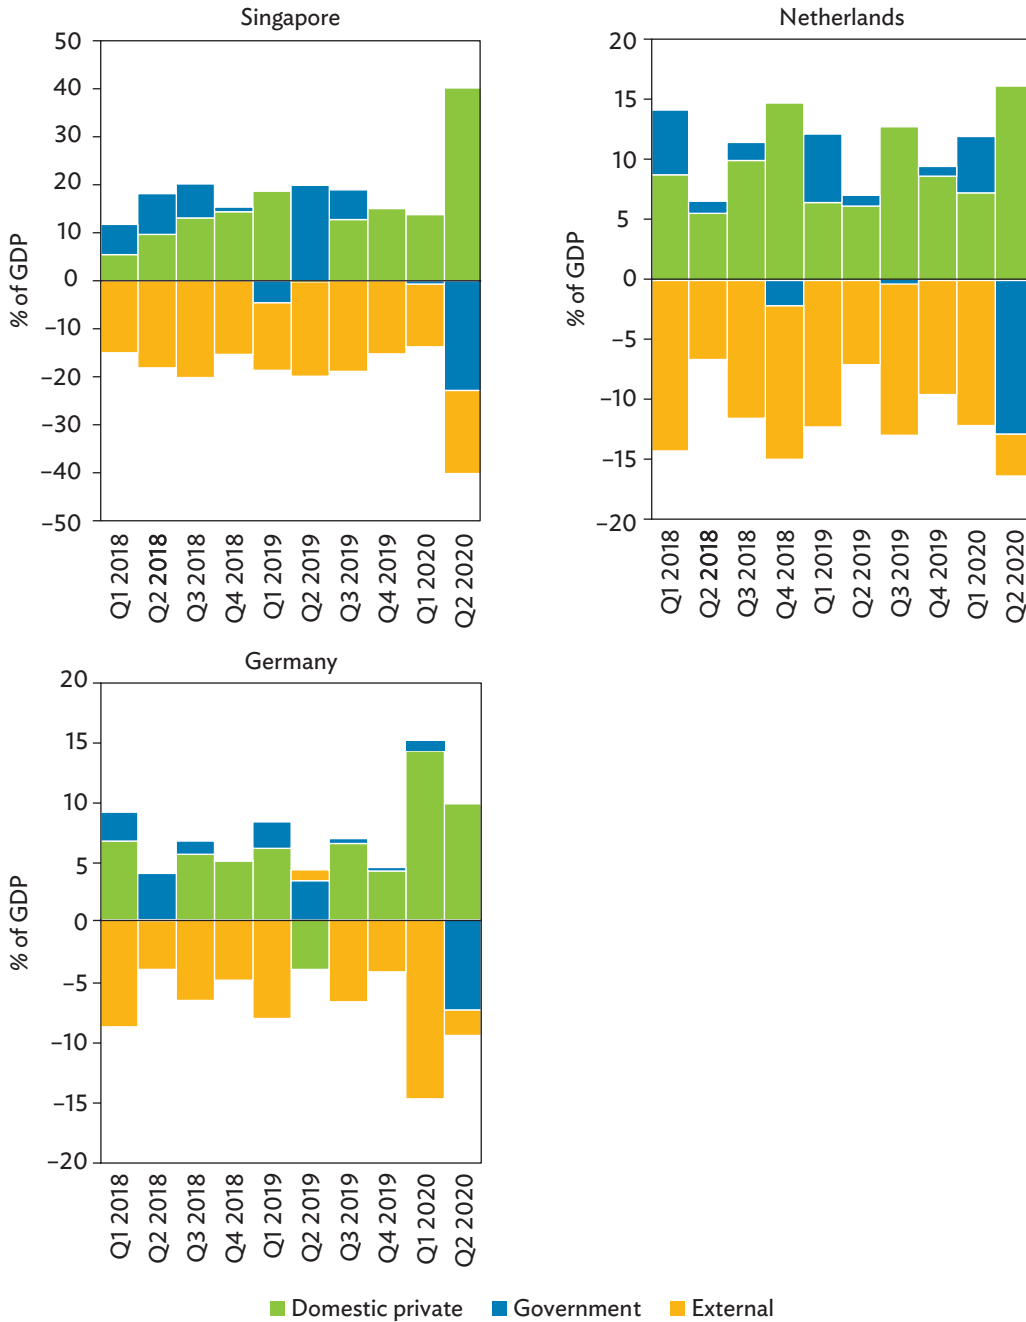 Singapore
50
40
30
20
10
0
−10
−20
−30
−40
−50
% of GDP
Q1 2018
Q2 2018
Q3 2018
Q4 2018
Q1 2019
Q2 2019
Q3 2019
Q4 2019
Q1 2020
Q2 2020
Netherlands
20
15
10
5
0
−5
−10
−15
−20
% of GDP
Q1 2018
Q2 2018
Q3 2018
Q4 2018
Q1 2019
Q2 2019
Q3 2019
Q4 2019
Q1 2020
Q2 2020
Germany
20
15
10
5
0
−5
−10
−15
−20
% of GDP
Q1 2018
Q2 2018
Q3 2018
Q4 2018
Q1 2019
Q2 2019
Q3 2019
Q4 2019
Q1 2020
Q2 2020
Domestic private Government External